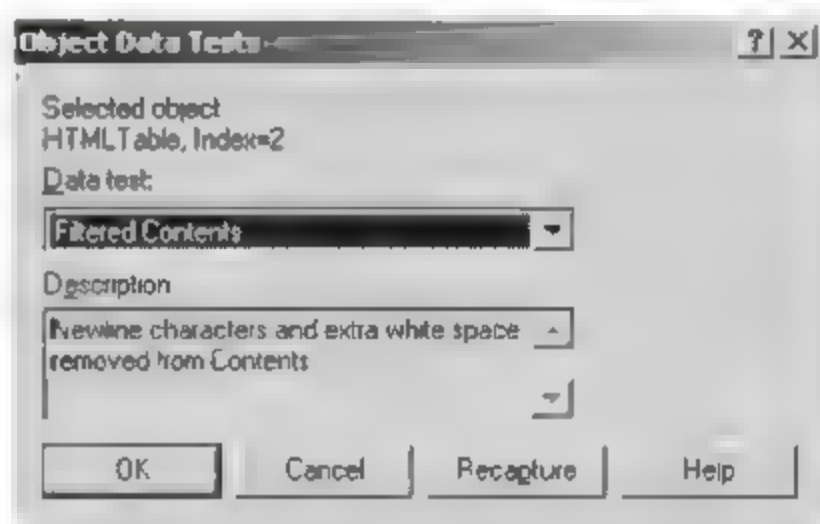 Object Data Tests
Selected object
HTMLTable, Index=2
Data test:
Filtered Contents
Description
Newline characters and extra white space
removed from Contents
OK
Cancel
Recapture
Help